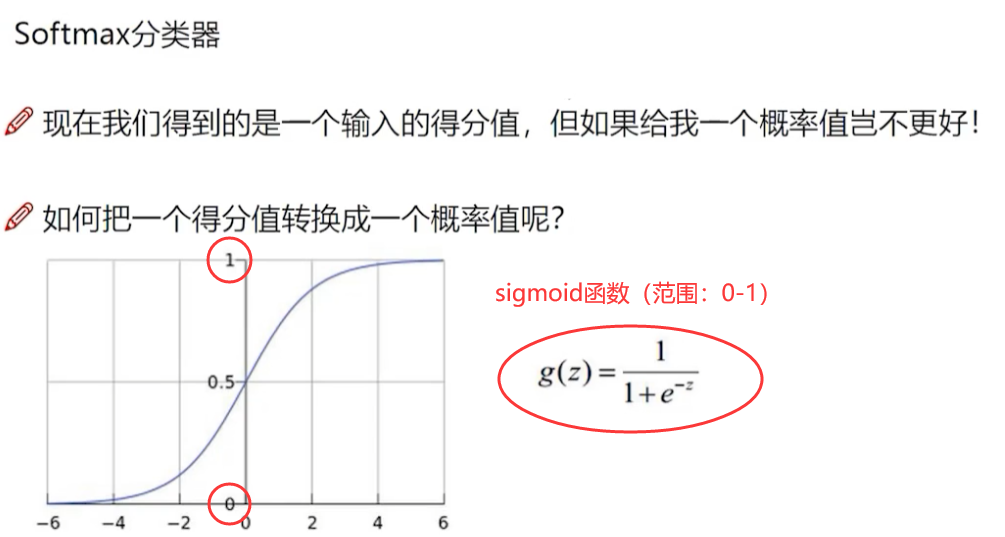 Softmax分类器
现在我们得到的是一个输入的得分值，但如果给我一个概率值岂不更好！
如何把一个得分值转换成一个概率值呢？
1
0.5
0
−6 −4 −2 0 2 4 6
sigmoid函数（范围：0-1）
g(z) = 1 / (1 + e^{-z})